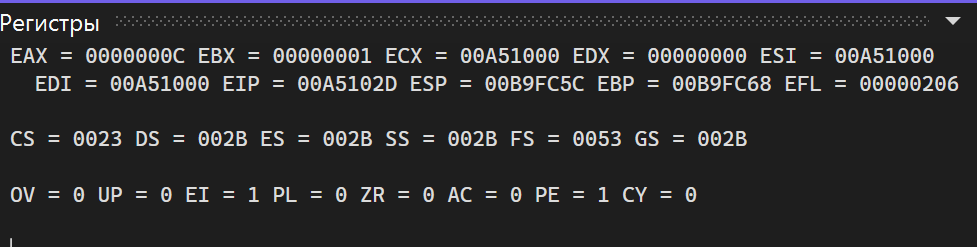 Регистры
EAX = 0000000C EBX = 00000001 ECX = 00A51000 EDX = 00000000 ESI = 00A51000
EDI = 00A51000 EIP = 00A5102D ESP = 00B9FC5C EBP = 00B9FC68 EFL = 00000206
CS = 0023 DS = 002B ES = 002B SS = 002B FS = 0053 GS = 002B
OV = 0 UP = 0 EI = 1 PL = 0 ZR = 0 AC = 0 PE = 1 CY = 0